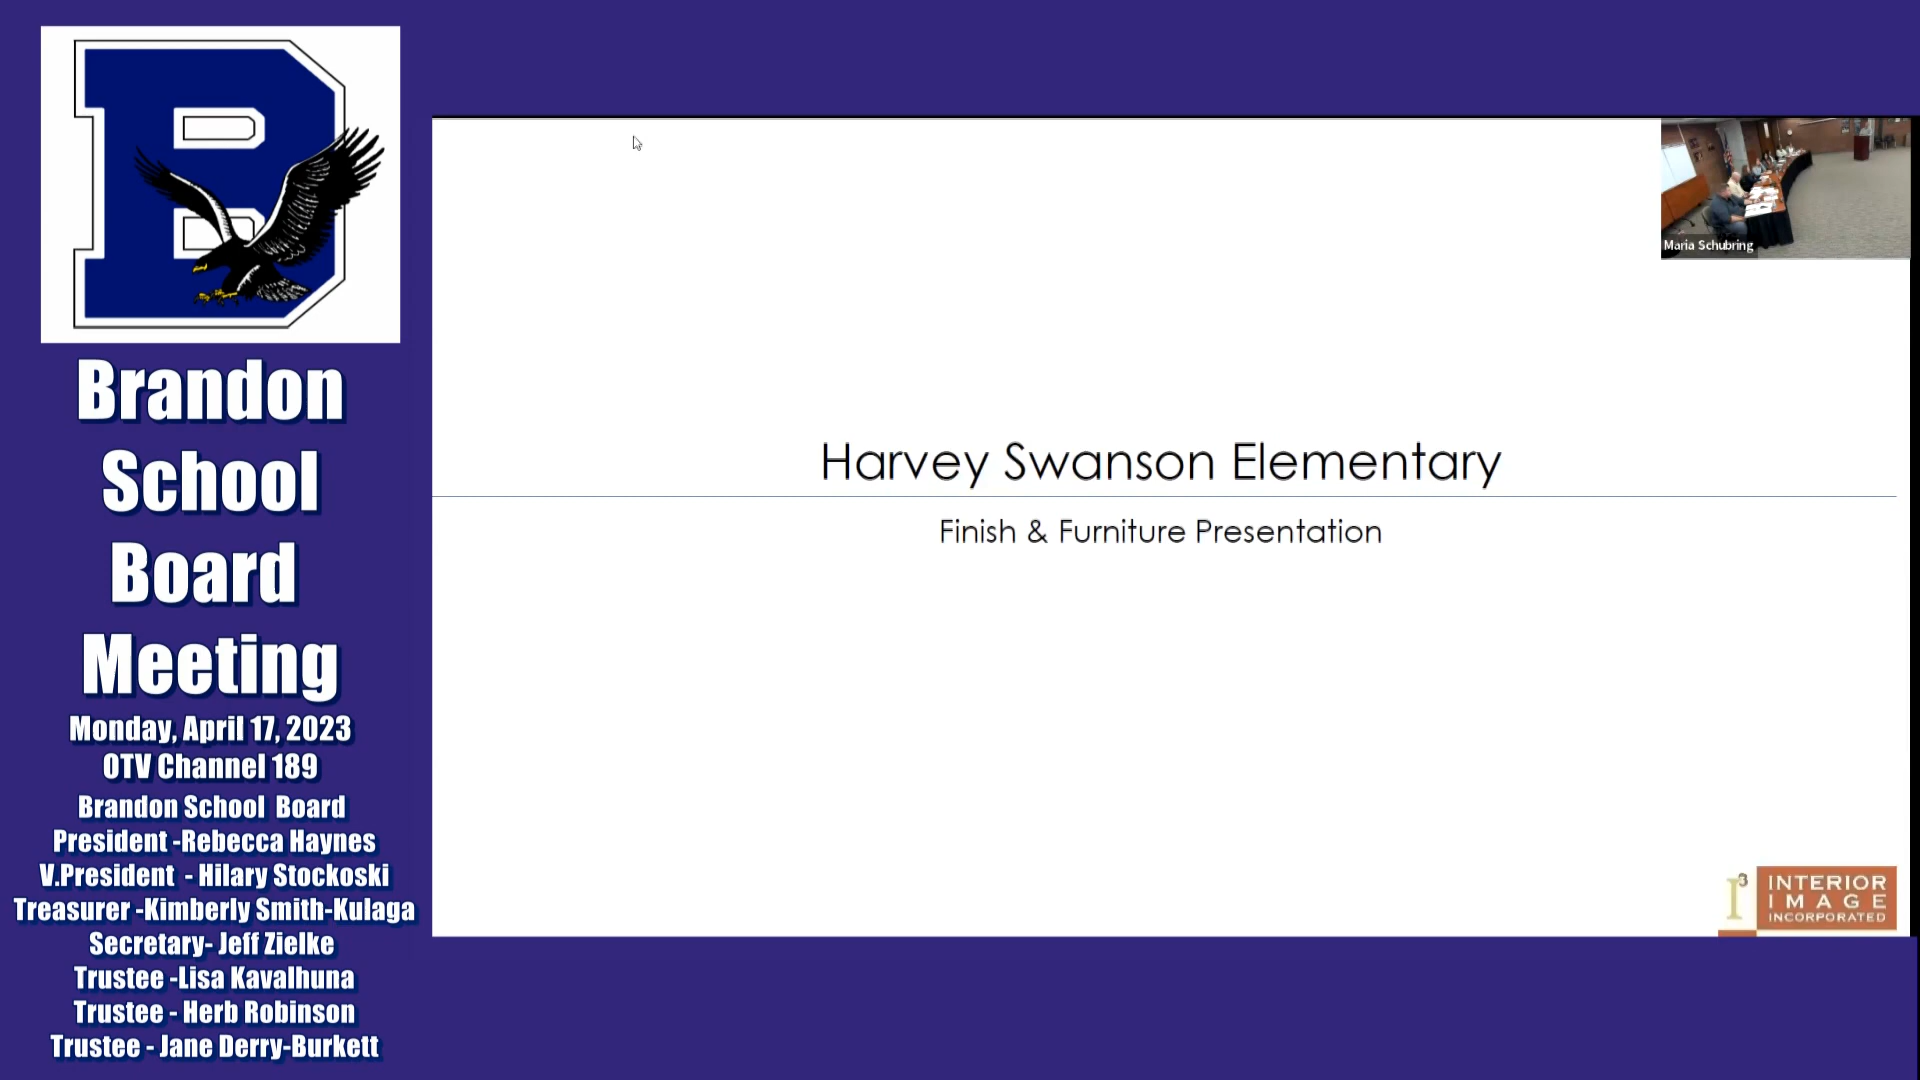 B
Brandon
School
Board
Meeting
Monday, April 17, 2023
OTV Channel 189
Brandon School Board
President -Rebecca Haynes
V.President - Hilary Stockoski
Treasurer -Kimberly Smith-Kulaga
Secretary- Jeff Zielke
Trustee -Lisa Kavalhuna
Trustee - Herb Robinson
Trustee - Jane Derry-Burkett
Maria Schubring
Harvey Swanson Elementary
Finish & Furniture Presentation
I3
INTERIOR
IMAGE
INCORPORATED